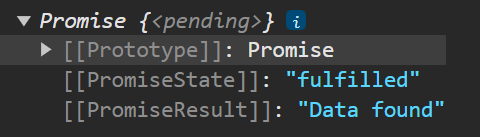 Promise {<pending>} i
[[Prototype]]: Promise
[[PromiseState]]: "fulfilled"
[[PromiseResult]]: "Data found"